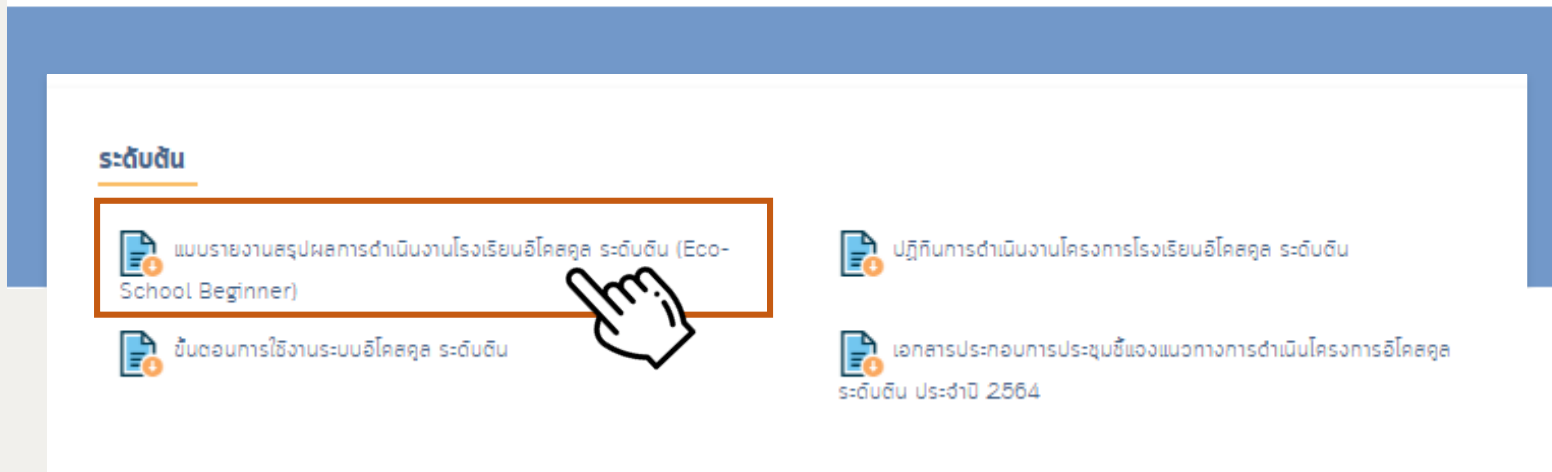 ระดับต้น
แบบรายงานสรุปผลการดำเนินงานโรงเรียนอีโคสคูล ระดับต้น (Eco-
School Beginner)
ปฏิทินการดำเนินงานโครงการโรงเรียนอีโคสคูล ระดับต้น
ขั้นตอนการใช้งานระบบอีโคสคูล ระดับต้น
เอกสารประกอบการประชุมชี้แจงแนวทางการดำเนินโครงการอีโคสคูล
ระดับต้น ประจำปี 2564